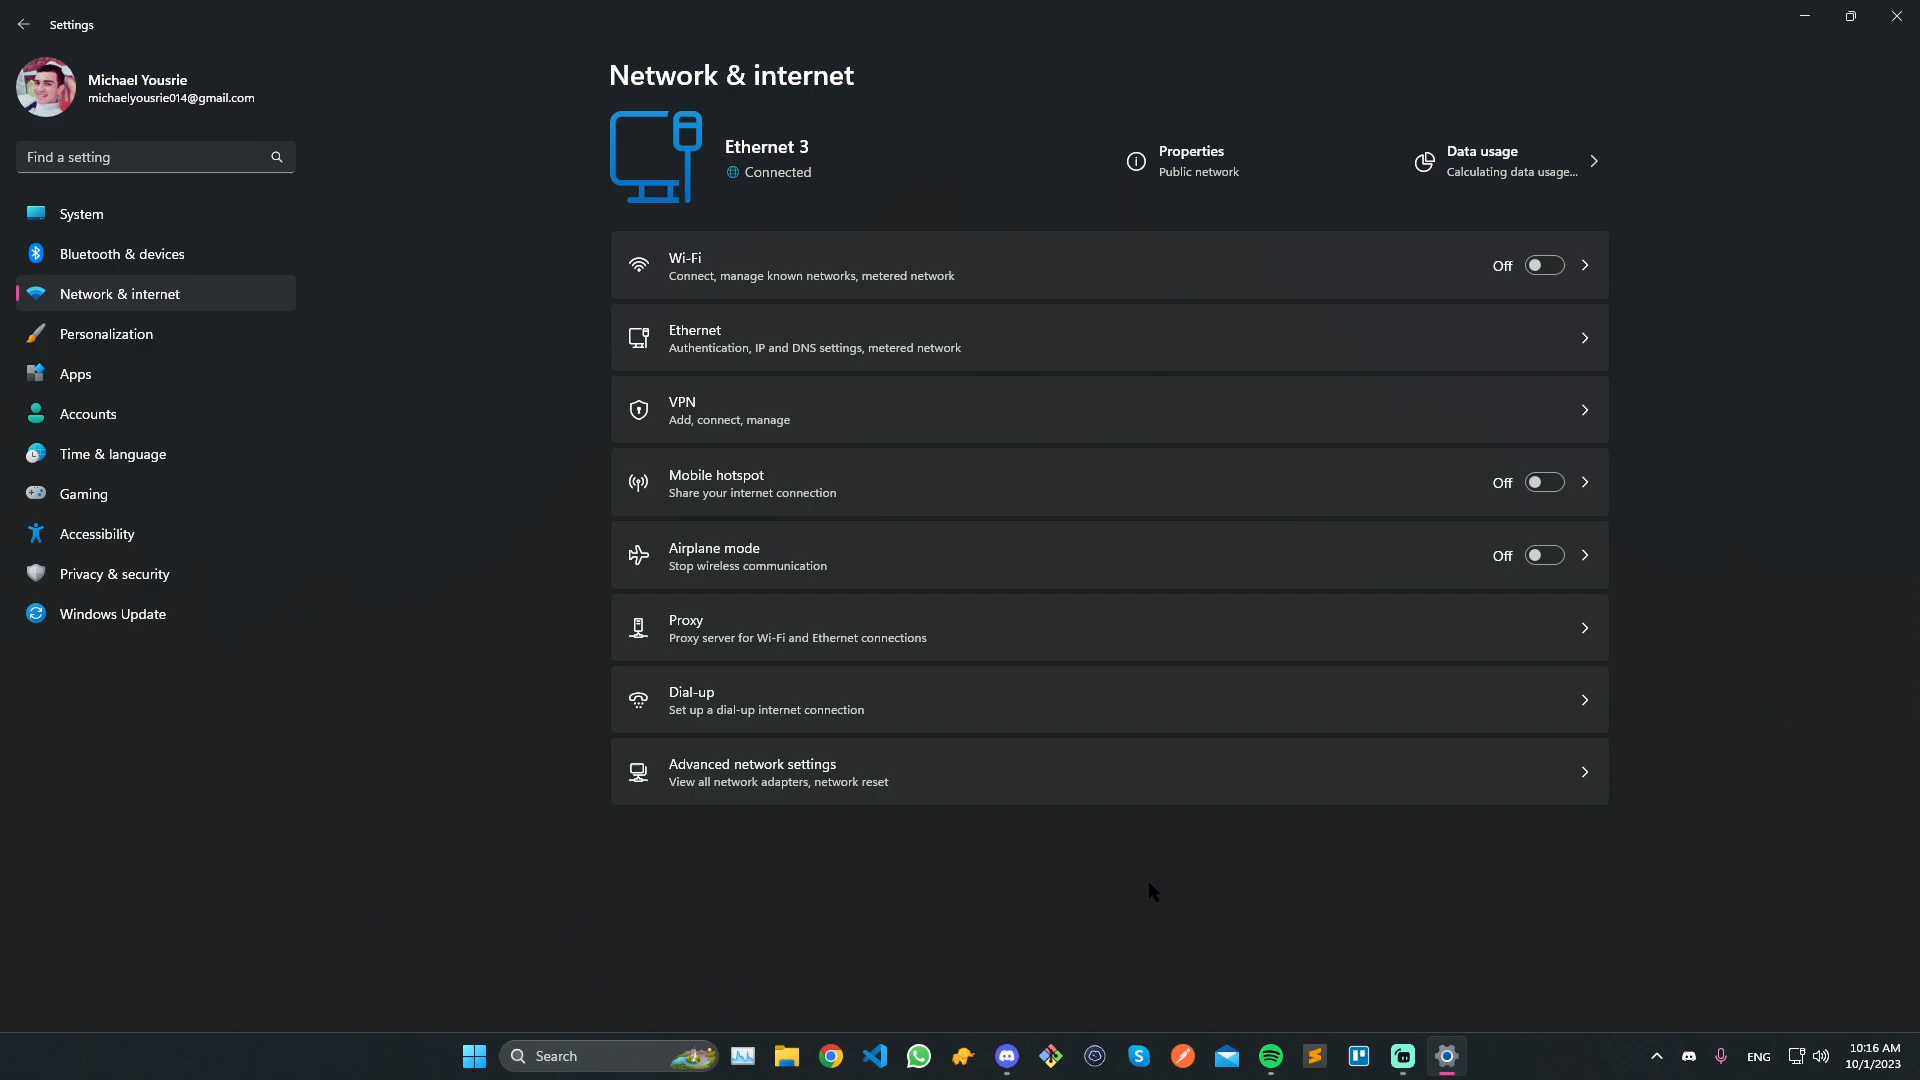 Settings
Michael Yousrie
michaelyousrie014@gmail.com
Find a setting
System
Bluetooth & devices
Network & internet
Personalization
Apps
Accounts
Time & language
Gaming
Accessibility
Privacy & security
Windows Update
Network & internet
Ethernet 3
Connected
Properties
Public network
Data usage
Calculating data usage...
Wi-Fi
Connect, manage known networks, metered network
Off
Ethernet
Authentication, IP and DNS settings, metered network
VPN
Add, connect, manage
Mobile hotspot
Share your internet connection
Off
Airplane mode
Stop wireless communication
Off
Proxy
Proxy server for Wi-Fi and Ethernet connections
Dial-up
Set up a dial-up internet connection
Advanced network settings
View all network adapters, network reset
Search
ENG
10:16 AM
10/1/2023